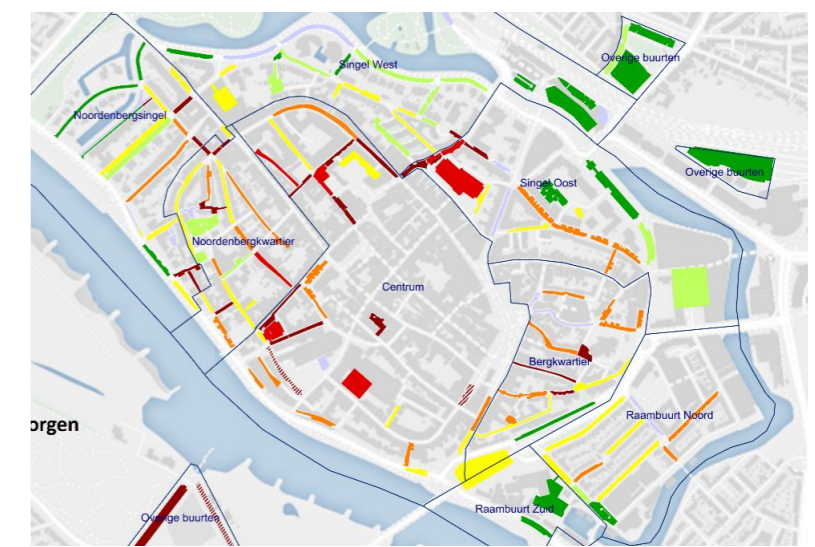 Overige buurten
Singel West
Noordenbergsingel
Overige buurten
Singel Oost
Noordenbergkwartier
Centrum
Bergkwartier
Raambuurt Noord
orgen
Raambuurt Zuid
Overige buurten